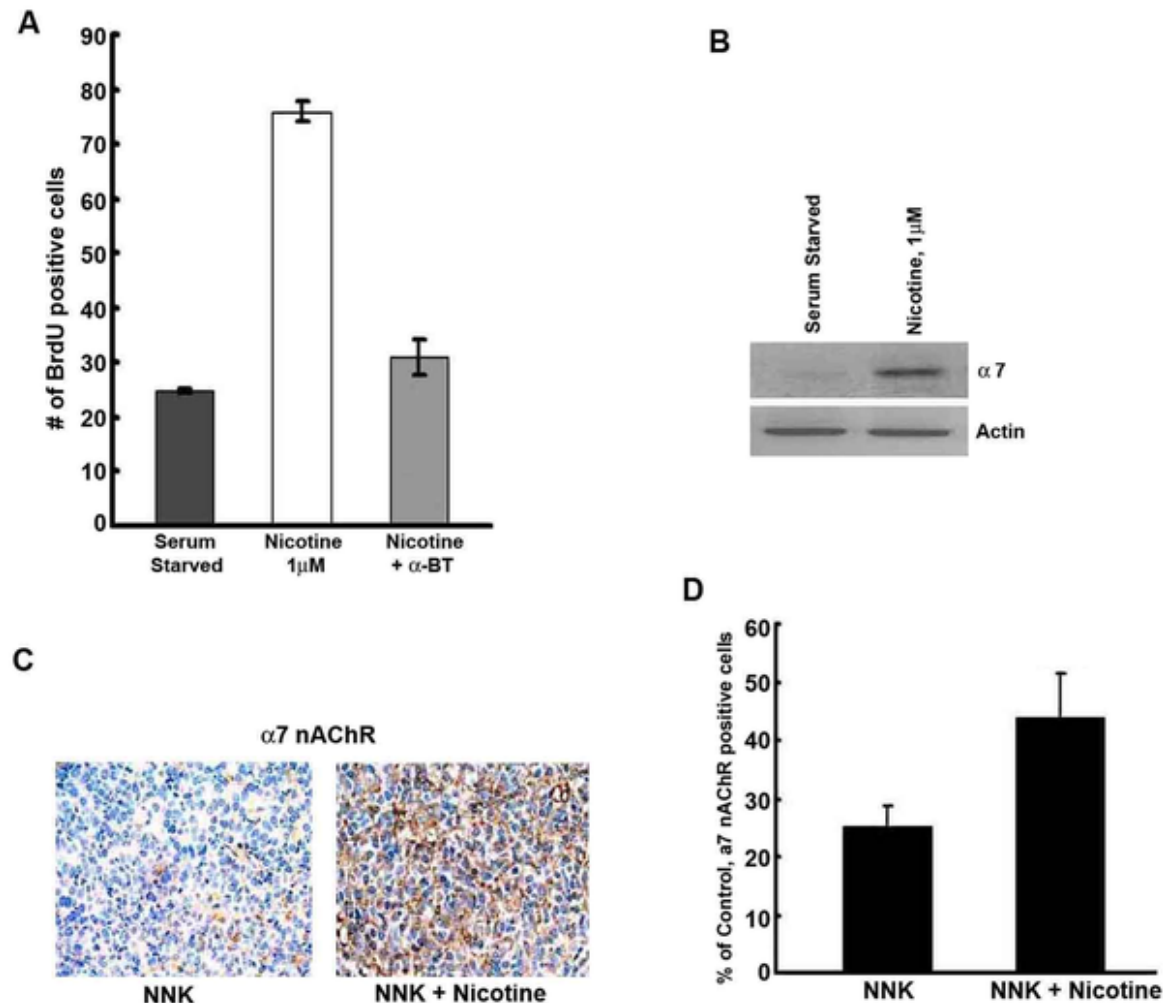 A
# of BrdU positive cells
90
80
70
60
50
40
30
20
10
0
Serum Starved
Nicotine 1μM
Nicotine + α-BT
B
Serum Starved
Nicotine, 1μM
α 7
Actin
C
α7 nAChR
NNK
NNK + Nicotine
D
% of Control, a7 nAChR positive cells
60
50
40
30
20
10
0
NNK
NNK + Nicotine